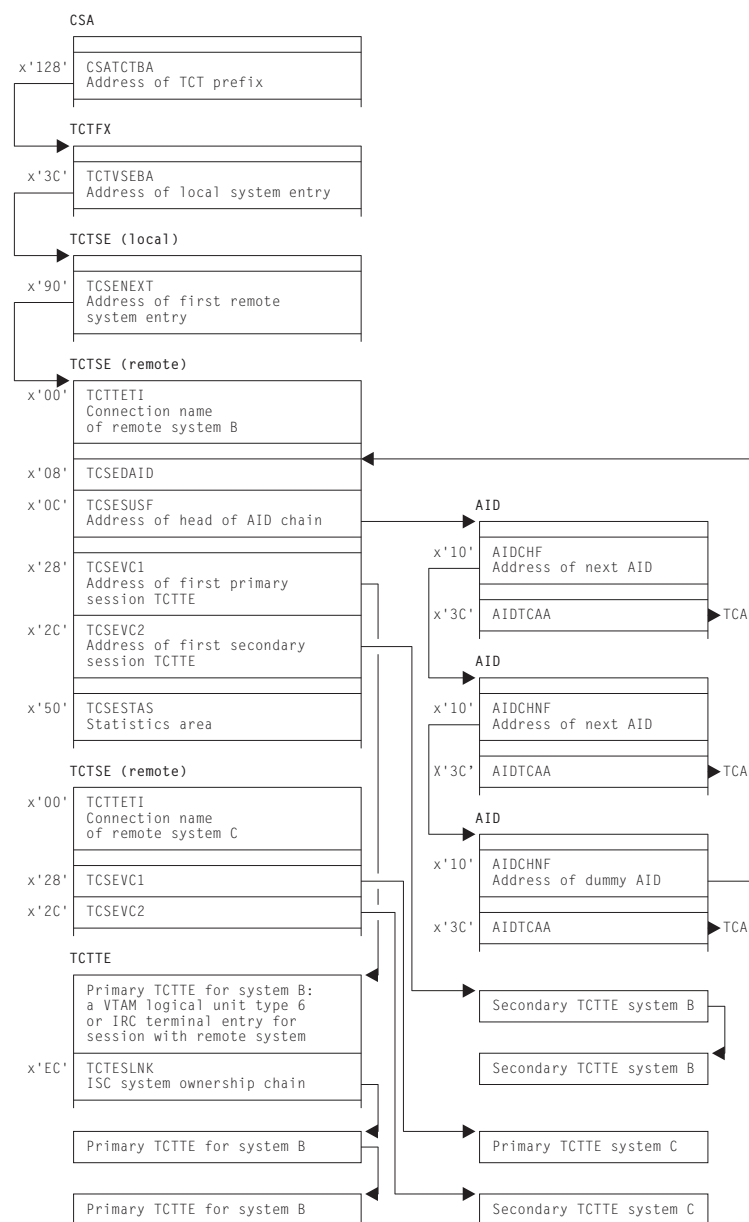 CSA
x'128' CSATCTBA
Address of TCT prefix
TCTFX
x'3C' TCTVSEBA
Address of local system entry
TCTSE (local)
x'90' TCSENEXT
Address of first remote
system entry
TCTSE (remote)
x'00' TCTTETI
Connection name
of remote system B
x'08' TCSEDAID
x'0C' TCSESUSF
Address of head of AID chain
x'28' TCSEVC1
Address of first primary
session TCTTE
x'2C' TCSEVC2
Address of first secondary
session TCTTE
x'50' TCSESTAS
Statistics area
TCTSE (remote)
x'00' TCTTETI
Connection name
of remote system C
x'28' TCSEVC1
x'2C' TCSEVC2
TCTTE
Primary TCTTE for system B:
a VTAM logical unit type 6
or IRC terminal entry for
session with remote system
x'EC' TCTESLNK
ISC system ownership chain
Primary TCTTE for system B
Primary TCTTE for system B
AID
x'10' AIDCHF
Address of next AID
x'3C' AIDTCAA TCA
AID
x'10' AIDCHNF
Address of next AID
X'3C' AIDTCAA TCA
AID
x'10' AIDCHNF
Address of dummy AID
x'3C' AIDTCAA TCA
Secondary TCTTE system B
Secondary TCTTE system B
Primary TCTTE system C
Secondary TCTTE system C